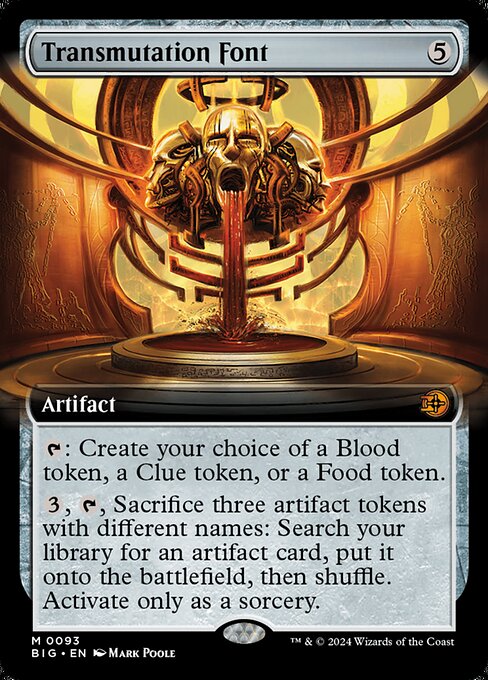 Transmutation Font 5
Artifact
: Create your choice of a Blood
token, a Clue token, or a Food token.
3, , Sacrifice three artifact tokens
with different names: Search your
library for an artifact card, put it
onto the battlefield, then shuffle.
Activate only as a sorcery.
M 0093
BIG • EN Mark Poole
™ & © 2024 Wizards of the Coast